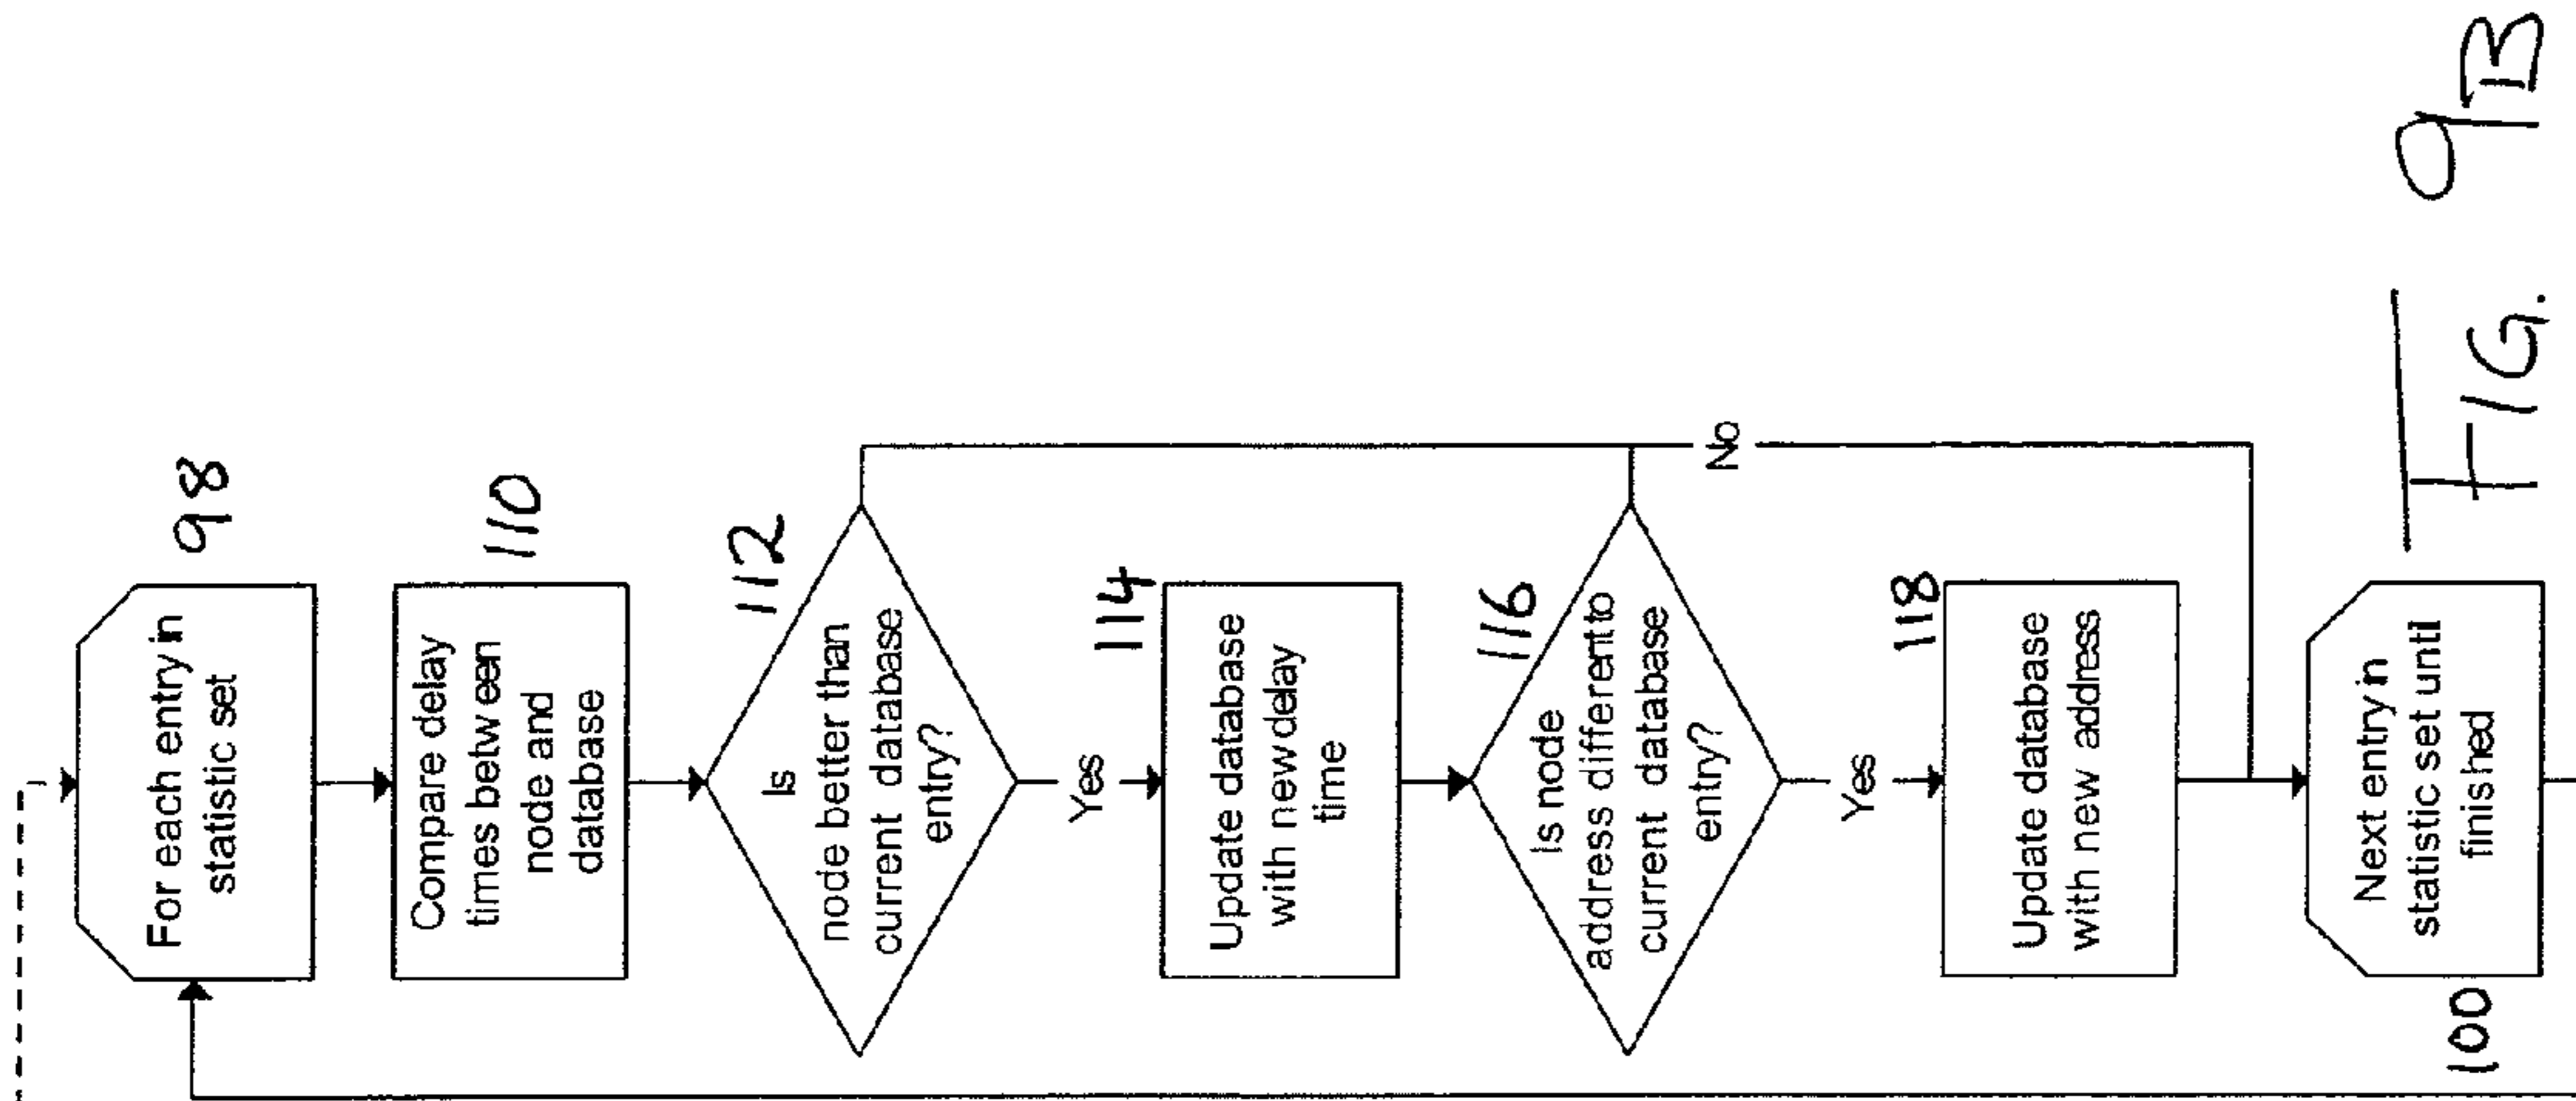 For each entry in
statistic set
98
Compare delay
times between
node and
database
110
Is
node better than
current database
entry?
112
Yes
Update database
with new delay
time
114
Is node
address different to
current database
entry?
116
No
Yes
Update database
with new address
118
Next entry in
statistic set until
finished
100
FIG. 9B